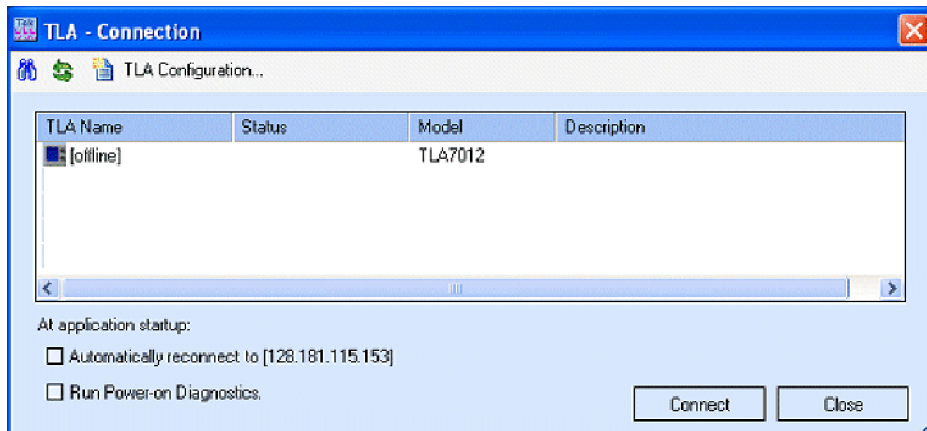 TLA - Connection
TLA Configuration...
TLA Name Status Model Description
[offline] TLA7012
At application startup:
Automatically reconnect to [128.181.115.153]
Run Power-on Diagnostics.
Connect Close